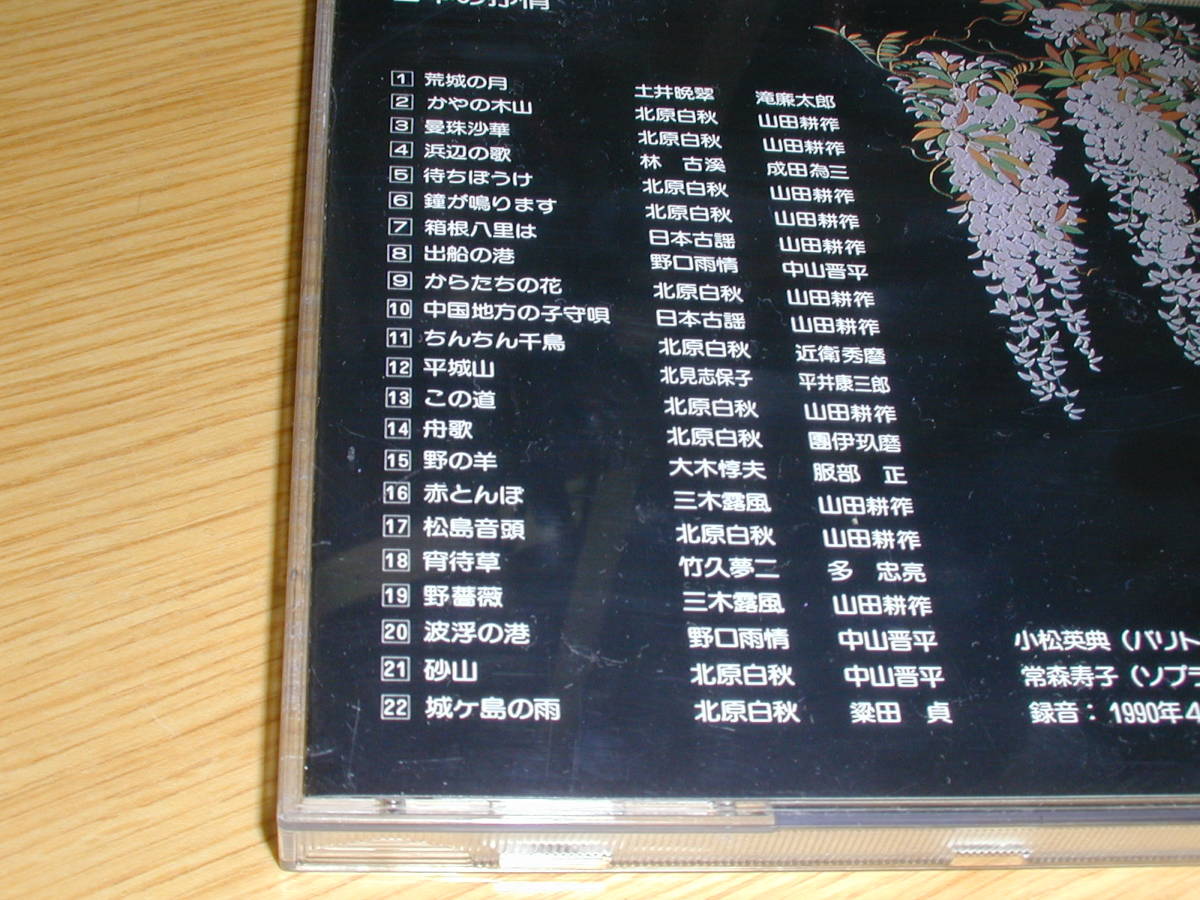 日本の抒情
1 荒城の月 土井晩翠 滝廉太郎
2 かやの木山 北原白秋 山田耕筰
3 曼珠沙華 北原白秋 山田耕筰
4 浜辺の歌 林 古溪 成田為三
5 待ちぼうけ 北原白秋 山田耕筰
6 鐘が鳴ります 北原白秋 山田耕筰
7 箱根八里は 日本古謡 山田耕筰
8 出船の港 野口雨情 中山晋平
9 からたちの花 北原白秋 山田耕筰
10 中国地方の子守唄 日本古謡 山田耕筰
11 ちんちん千鳥 北原白秋 近衛秀麿
12 平城山 北見志保子 平井康三郎
13 この道 北原白秋 山田耕筰
14 舟歌 北原白秋 團伊玖磨
15 野の羊 大木惇夫 服部 正
16 赤とんぼ 三木露風 山田耕筰
17 松島音頭 北原白秋 山田耕筰
18 宵待草 竹久夢二 多 忠亮
19 野薔薇 三木露風 山田耕筰
20 波浮の港 野口雨情 中山晋平 小松英典（バリト
21 砂山 北原白秋 中山晋平 常森寿子（ソプラ
22 城ヶ島の雨 北原白秋 梁田 貞 録音：1990年4